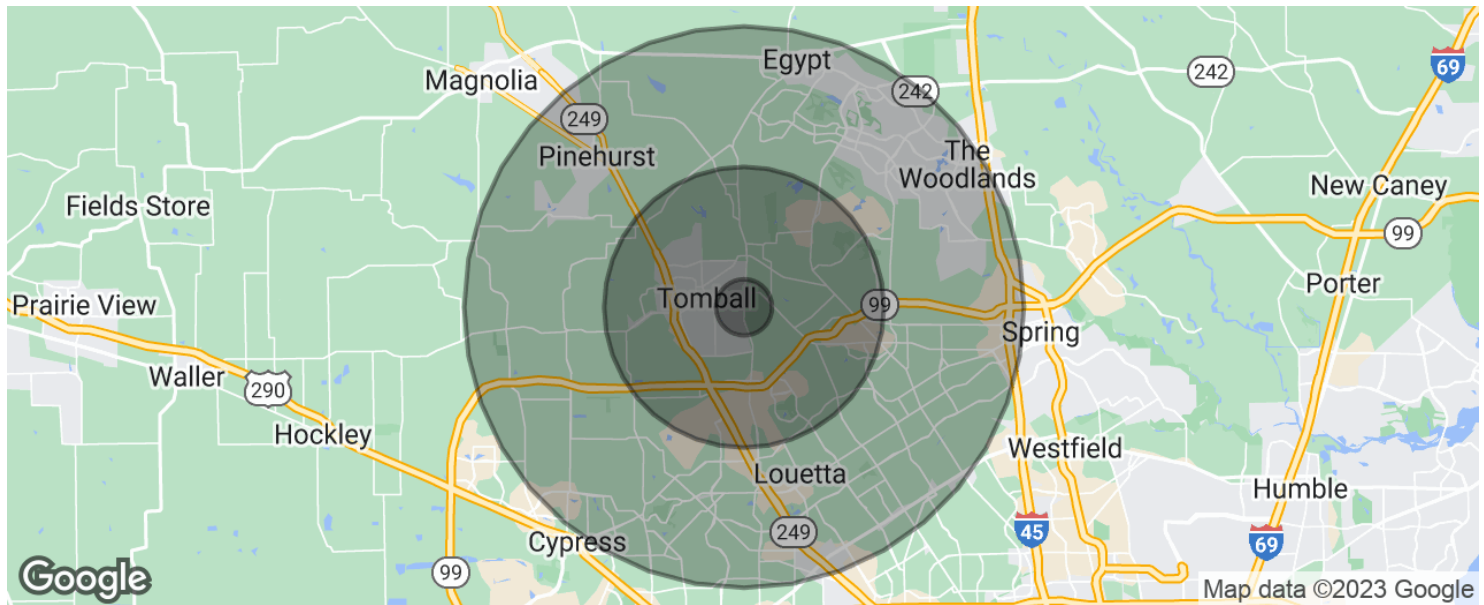 Egypt
69
242
Magnolia
242
249
The
Woodlands
Pinehurst
New Caney
Fields Store
99
Tomball
Porter
Prairie View
99
Spring
Waller
290
Hockley
Westfield
Louetta
Humble
45
249
Cypress
69
99
Google
Map data ©2023 Google